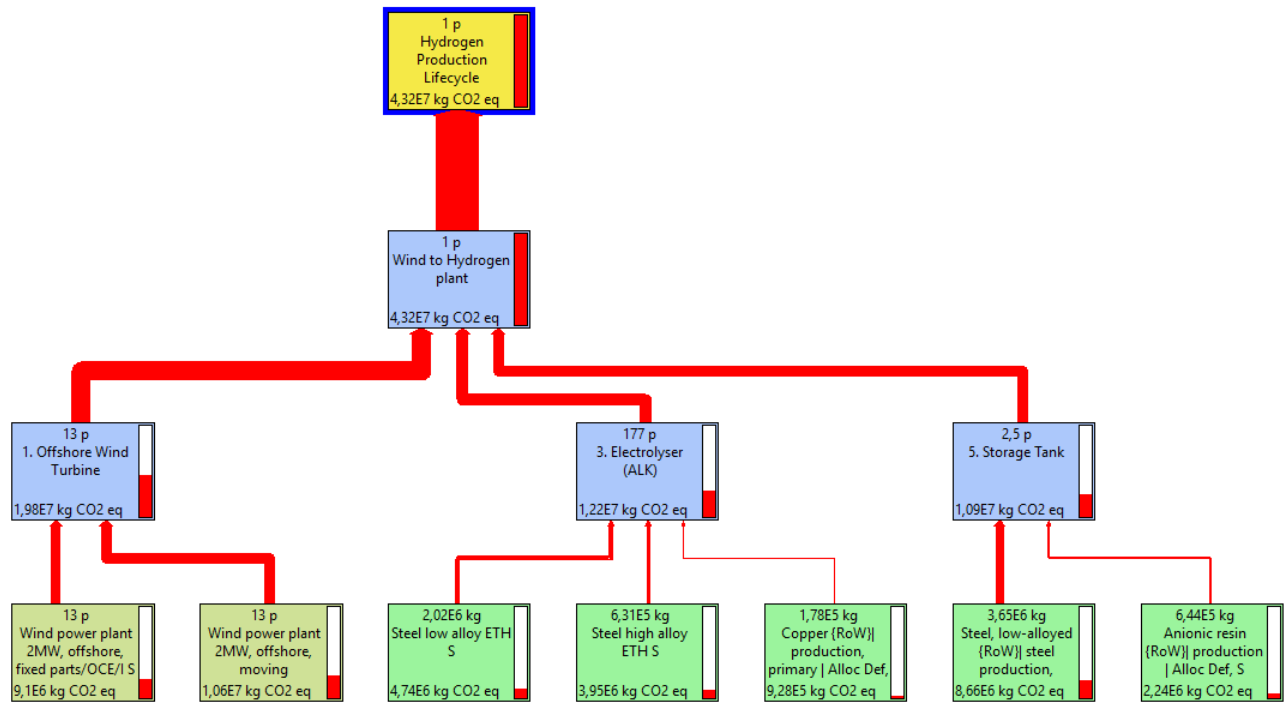 1 p
Hydrogen
Production
Lifecycle
4,32E7 kg CO2 eq
1 p
Wind to Hydrogen
plant
4,32E7 kg CO2 eq
13 p
1. Offshore Wind
Turbine
1,98E7 kg CO2 eq
177 p
3. Electrolyser
(ALK)
1,22E7 kg CO2 eq
2,5 p
5. Storage Tank
1,09E7 kg CO2 eq
13 p
Wind power plant
2MW, offshore,
fixed parts/OCE/I S
9,1E6 kg CO2 eq
13 p
Wind power plant
2MW, offshore,
moving
1,06E7 kg CO2 eq
2,02E6 kg
Steel low alloy ETH
S
4,74E6 kg CO2 eq
6,31E5 kg
Steel high alloy
ETH S
3,95E6 kg CO2 eq
1,78E5 kg
Copper {RoW}|
production,
primary | Alloc Def,
9,28E5 kg CO2 eq
3,65E6 kg
Steel, low-alloyed
{RoW}| steel
production,
8,66E6 kg CO2 eq
6,44E5 kg
Anionic resin
{RoW}| production
| Alloc Def, S
2,24E6 kg CO2 eq